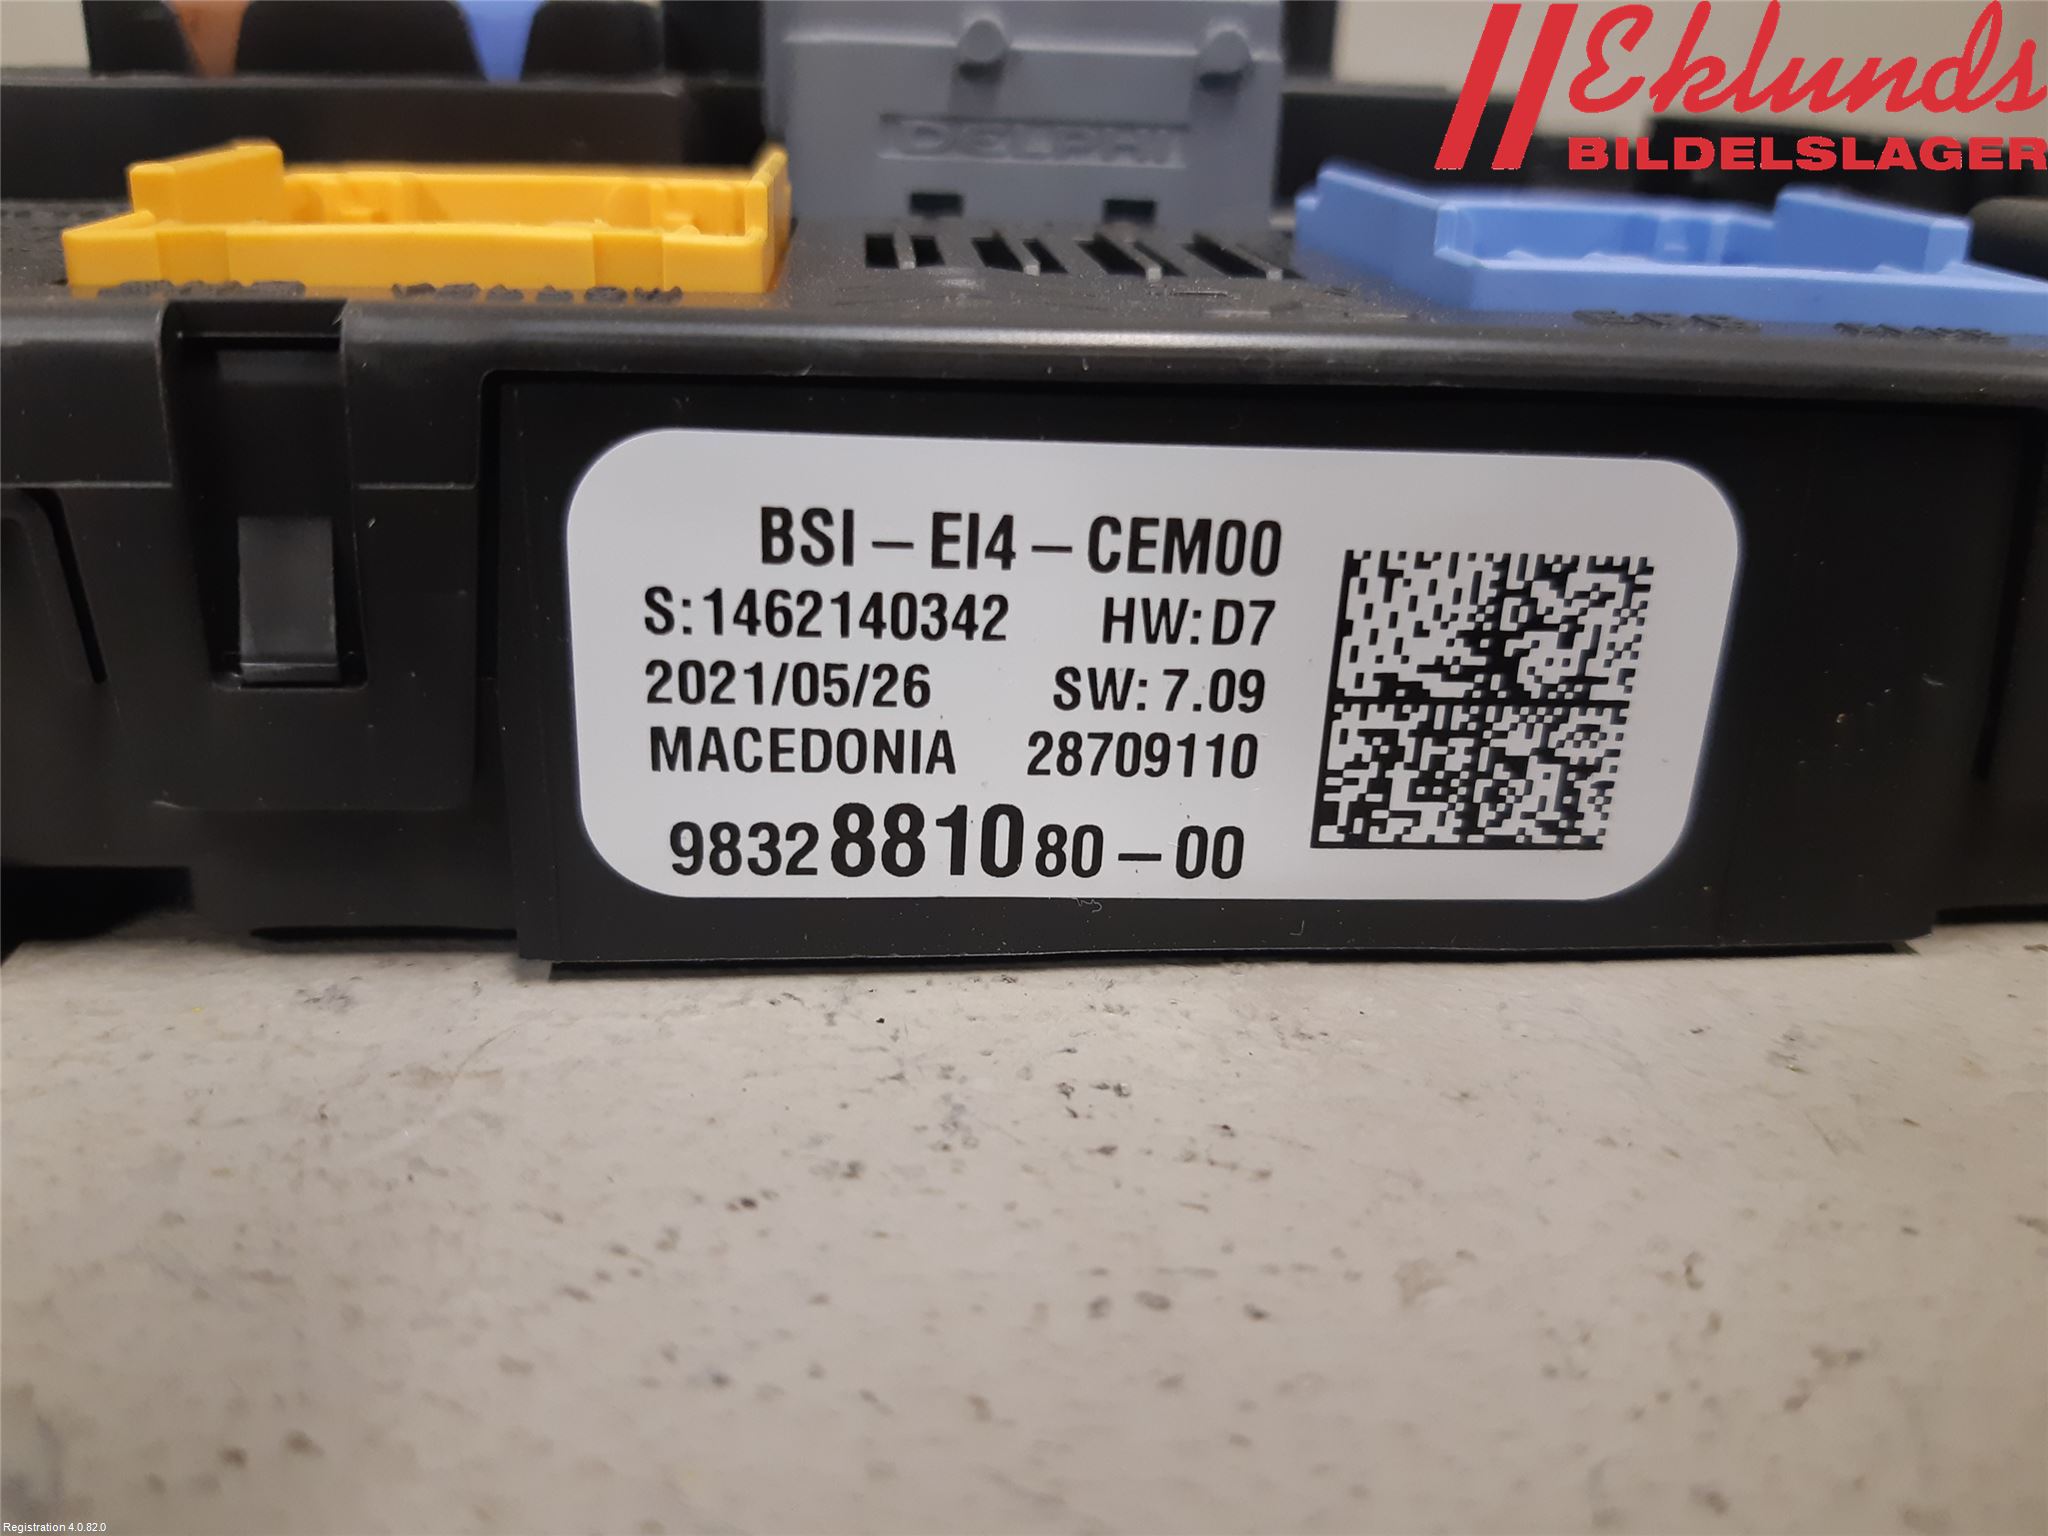 Eklunds
BILDELSLAGER
DELPHI
BSI-EI4-CEM00
S:1462140342 HW:D7
2021/05/26 SW:7.09
MACEDONIA 28709110
9832881080-00
Registration 4.0.82.0